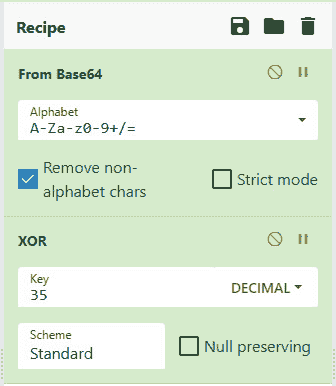 Recipe
From Base64
Alphabet
A-Za-z0-9+/=
Remove non-
alphabet chars
Strict mode
XOR
Key
35
DECIMAL
Scheme
Standard
Null preserving